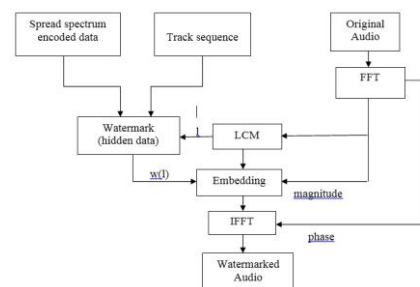 Spread spectrum
encoded data
Track sequence
Original
Audio
FFT
Watermark
(hidden data)
l
LCM
w(l)
Embedding
magnitude
IFFT
phase
Watermarked
Audio